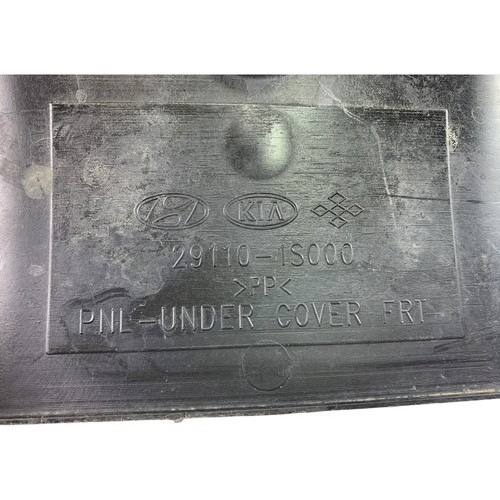 KIA
29110-1S000
>PP<
PNL-UNDER COVER FRT